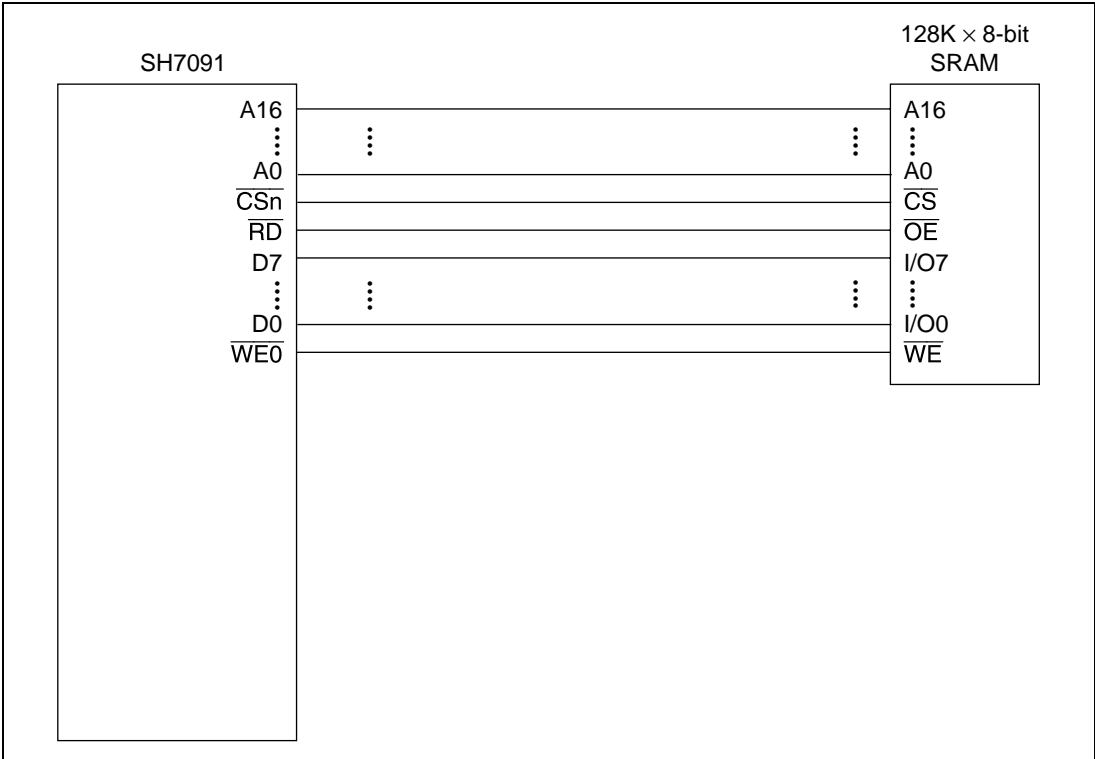 128K × 8-bit
SH7091
SRAM
A16
A16
A0
A0
CSn
CS
RD
OE
D7
I/O7
D0
I/O0
WE0
WE